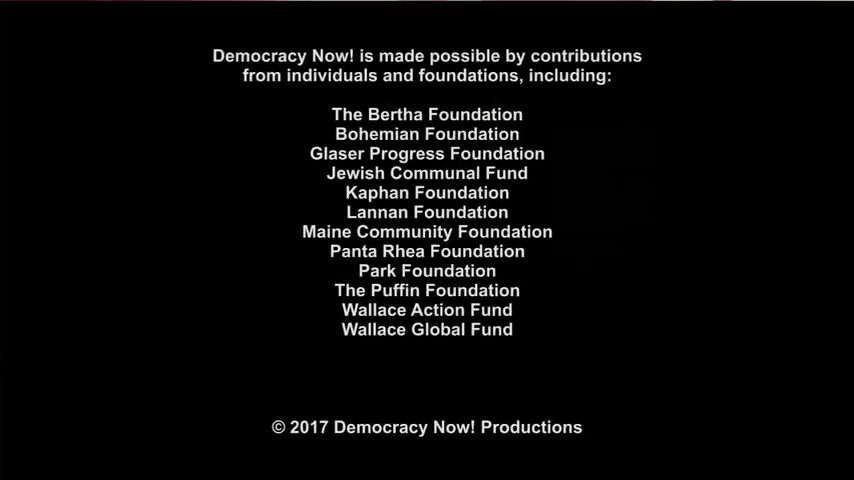 Democracy Now! is made possible by contributions
from individuals and foundations, including:
The Bertha Foundation
Bohemian Foundation
Glaser Progress Foundation
Jewish Communal Fund
Kaphan Foundation
Lannan Foundation
Maine Community Foundation
Panta Rhea Foundation
Park Foundation
The Puffin Foundation
Wallace Action Fund
Wallace Global Fund
© 2017 Democracy Now! Productions